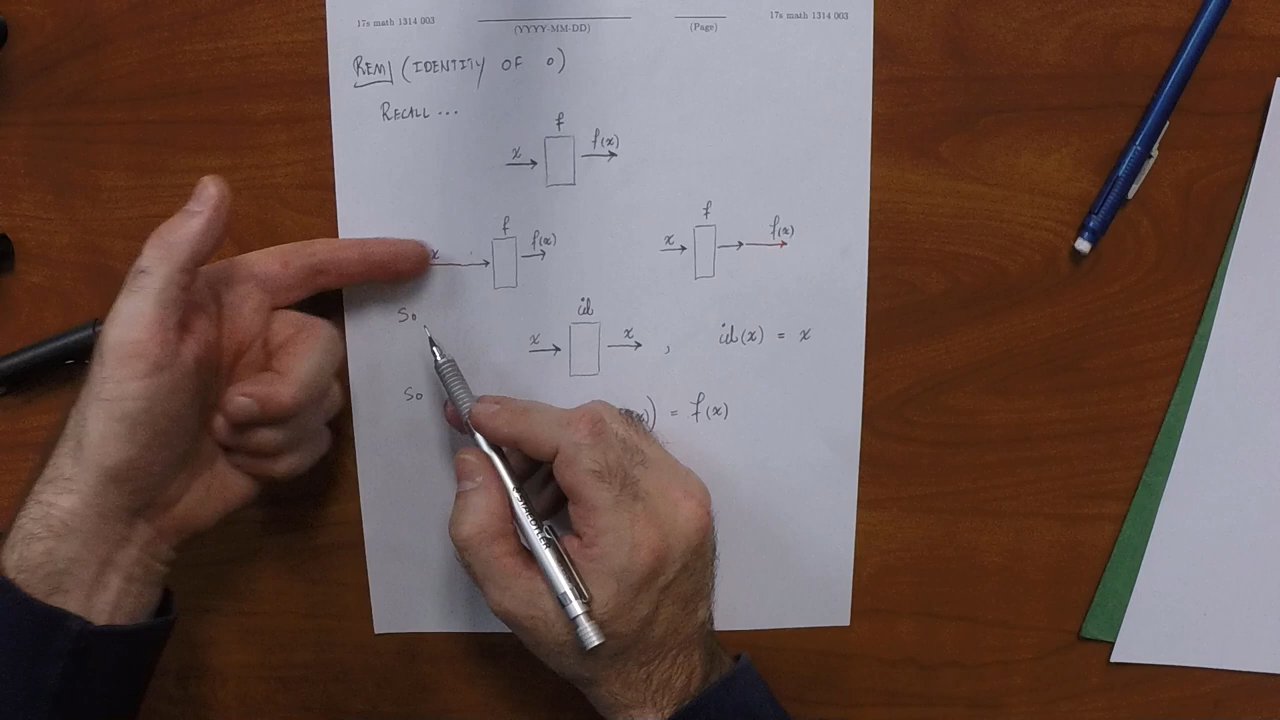 17s math 1314 003 (YYYY-MM-DD) (Page) 17s math 1314 003
REM (IDENTITY OF ∘)
RECALL ...
f
x f(x)
f f
x f(x) x f(x)
So id
x x , id(x) = x
So (x)) = f(x)
STAEDTLER